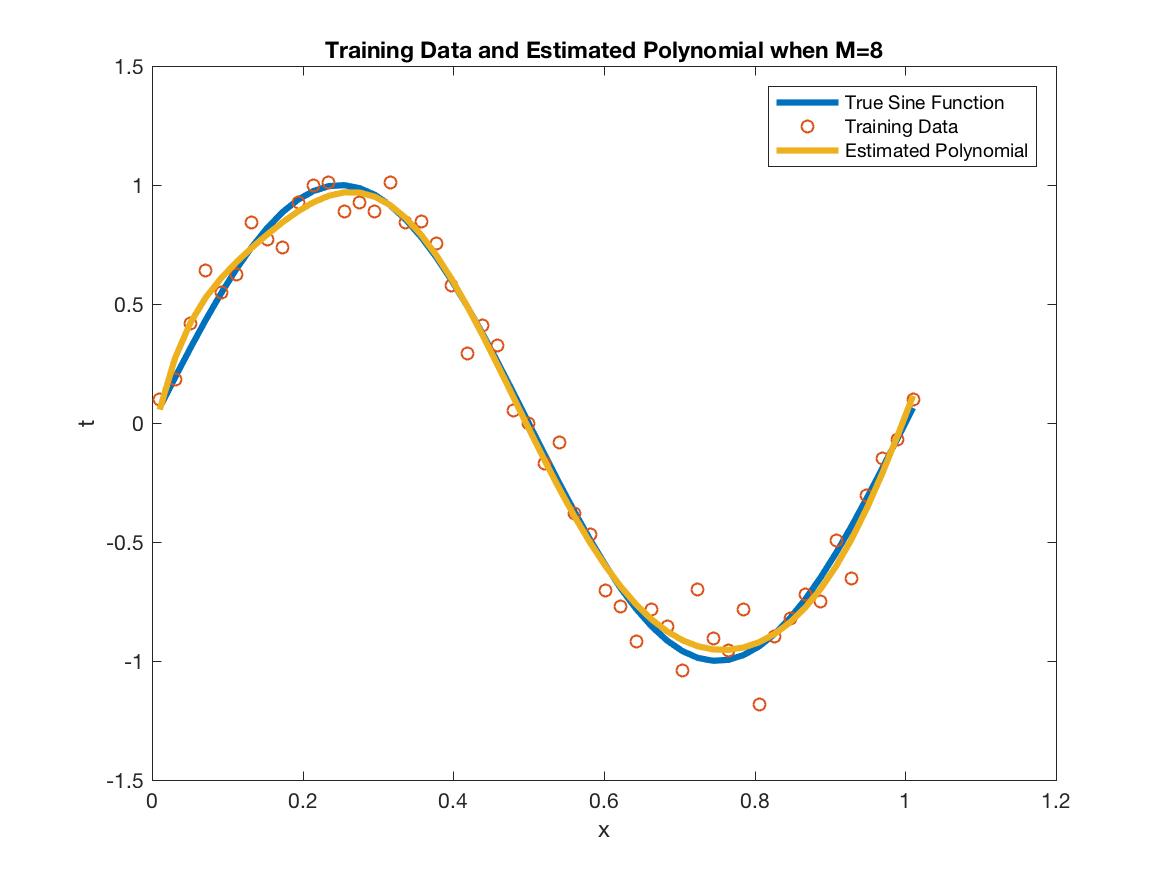 Training Data and Estimated Polynomial when M=8
1.5
True Sine Function
Training Data
Estimated Polynomial
1
0.5
t
0
-0.5
-1
-1.5
0 0.2 0.4 0.6 0.8 1 1.2
x